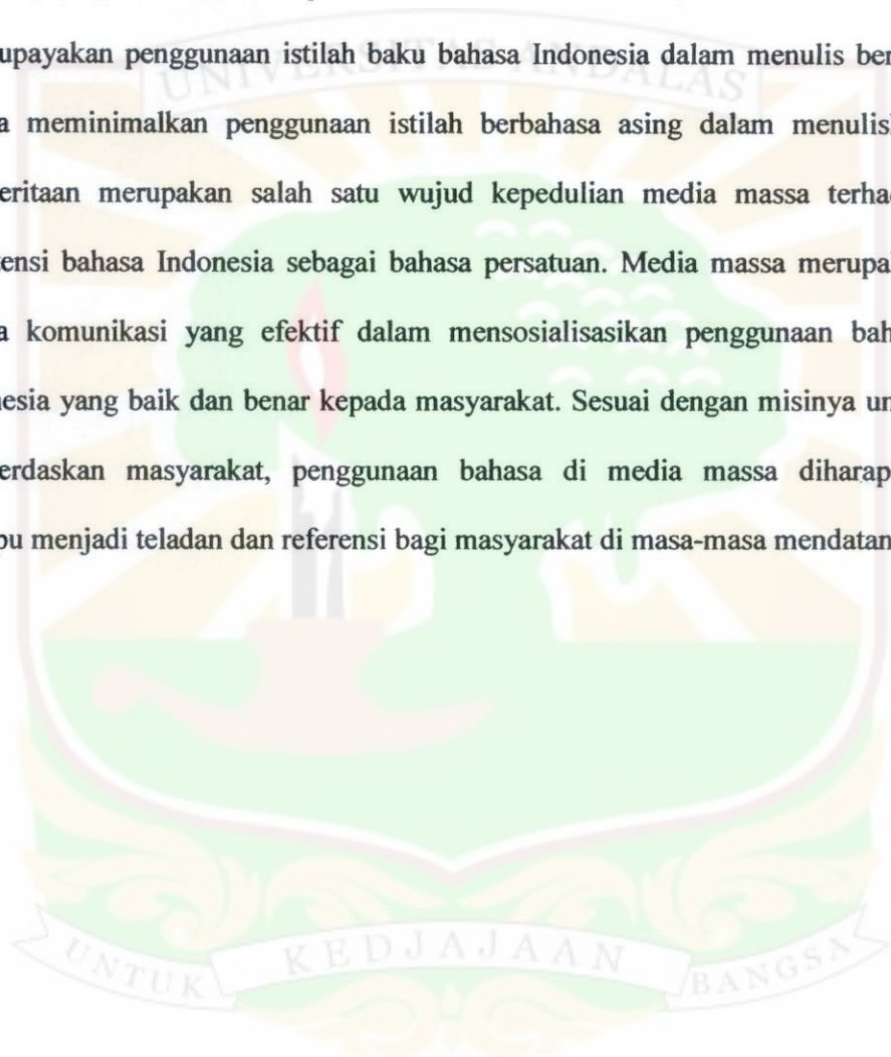 upayakan penggunaan istilah baku bahasa Indonesia dalam menulis ber
a meminimalkan penggunaan istilah berbahasa asing dalam menulis
eritaan merupakan salah satu wujud kepedulian media massa terha
ensi bahasa Indonesia sebagai bahasa persatuan. Media massa merupa
a komunikasi yang efektif dalam mensosialisasikan penggunaan bah
nesia yang baik dan benar kepada masyarakat. Sesuai dengan misinya un
erdaskan masyarakat, penggunaan bahasa di media massa diharap
pu menjadi teladan dan referensi bagi masyarakat di masa-masa mendatan
UNIVERSITAS ANDALAS
UNTUK KEDJAJAAN BANGSA